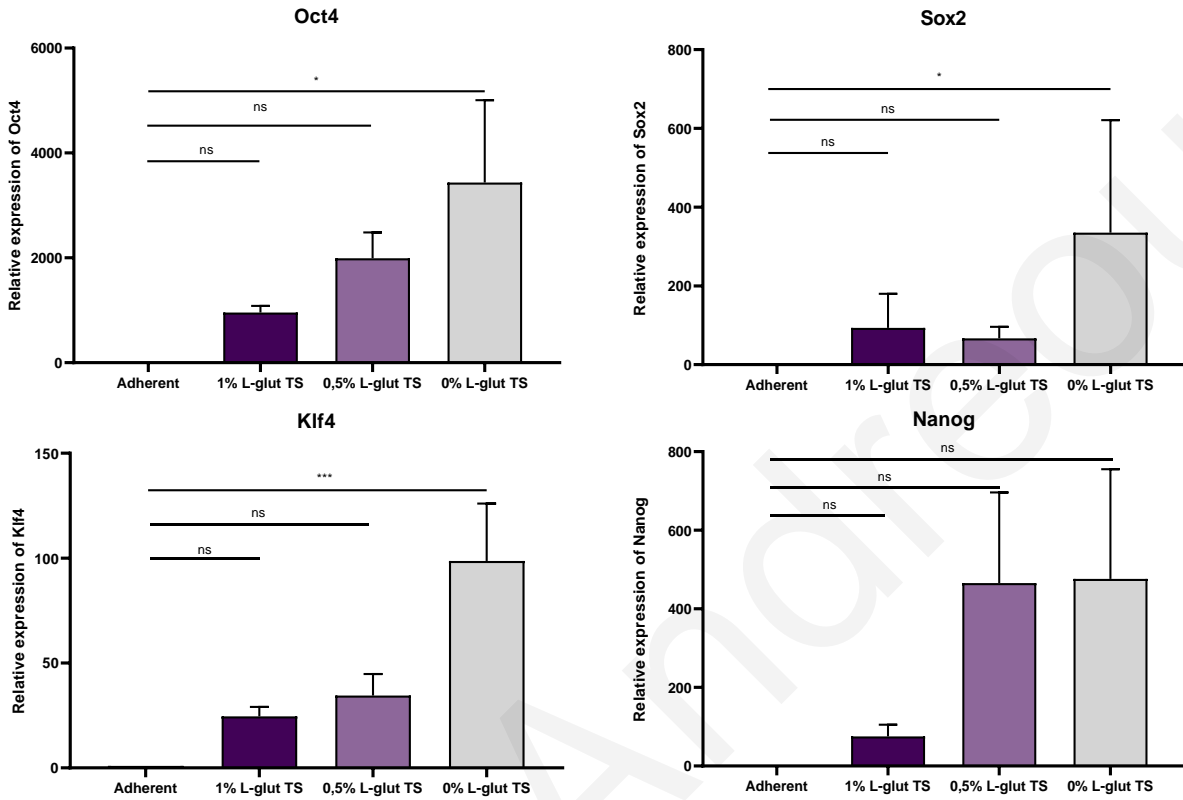 Oct4
Relative expression of Oct4
6000
4000
2000
0
*
ns
ns
Adherent 1% L-glut TS 0,5% L-glut TS 0% L-glut TS
Sox2
Relative expression of Sox2
800
600
400
200
0
*
ns
ns
Adherent 1% L-glut TS 0,5% L-glut TS 0% L-glut TS
Klf4
Relative expression of Klf4
150
100
50
0
***
ns
ns
Adherent 1% L-glut TS 0,5% L-glut TS 0% L-glut TS
Nanog
Relative expression of Nanog
800
600
400
200
0
ns
ns
ns
Adherent 1% L-glut TS 0,5% L-glut TS 0% L-glut TS
Andreou